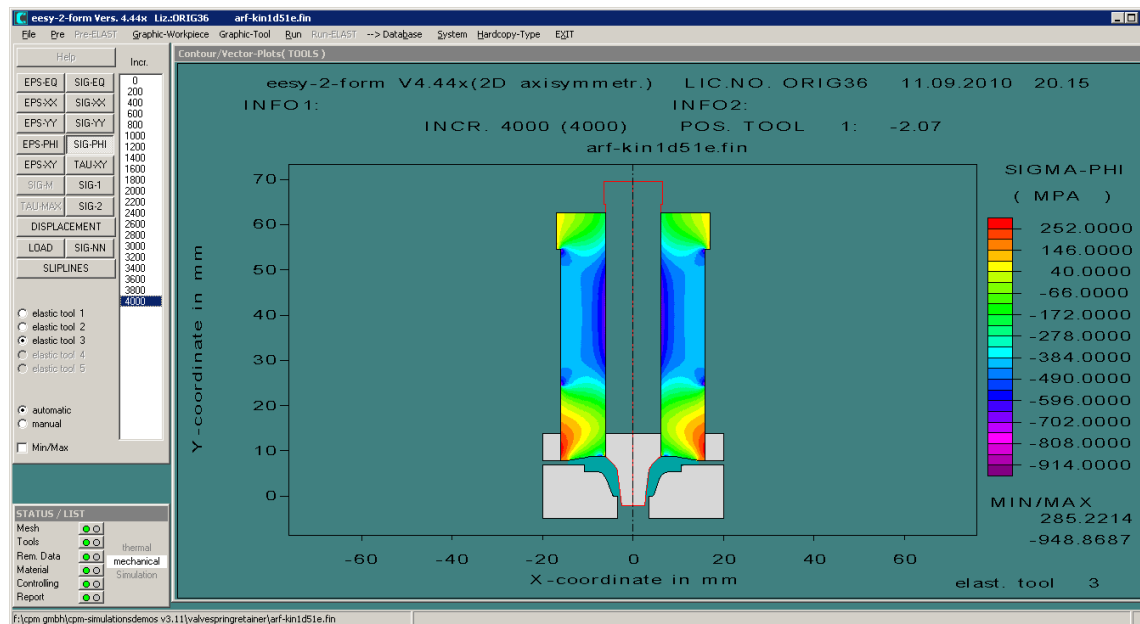 eesy-2-form Vers. 4.44x Liz.:ORIG36 arf-kin1d51e.fin
File Pre Pre-ELAST Graphic-Workpiece Graphic-Tool Run Run-ELAST --> Database System Hardcopy-Type EXIT
Help
Incr.
EPS-EQ SIG-EQ
EPS-XX SIG-XX
EPS-YY SIG-YY
EPS-PHI SIG-PHI
EPS-XY TAU-XY
SIG-M SIG-1
TAU-MAX SIG-2
DISPLACEMENT
LOAD SIG-NN
SLIPLINES
0
200
400
600
800
1000
1200
1400
1600
1800
2000
2200
2400
2600
2800
3000
3200
3400
3600
3800
4000
elastic tool 1
elastic tool 2
elastic tool 3
elastic tool 4
elastic tool 5
automatic
manual
Min/Max
STATUS / LIST
Mesh
Tools
Rem. Data
Material
Controlling
Report
thermal
mechanical
Simulation
Contour/Vector-Plots( TOOLS )
eesy-2-form V4.44x(2D axisymmetr.) LIC.NO. ORIG36 11.09.2010 20.15
INFO1: INFO2:
INCR. 4000 (4000) POS. TOOL 1: -2.07
arf-kin1d51e.fin
Y-coordinate in mm
70
60
50
40
30
20
10
0
-60 -40 -20 0 20 40 60
X-coordinate in mm
SIGMA-PHI
( MPA )
252.0000
146.0000
40.0000
-66.0000
-172.0000
-278.0000
-384.0000
-490.0000
-596.0000
-702.0000
-808.0000
-914.0000
MIN/MAX
285.2214
-948.8687
elast. tool 3
f:\cpm gmbh\cpm-simulationsdemos v3.11\valvespringretainer\arf-kin1d51e.fin